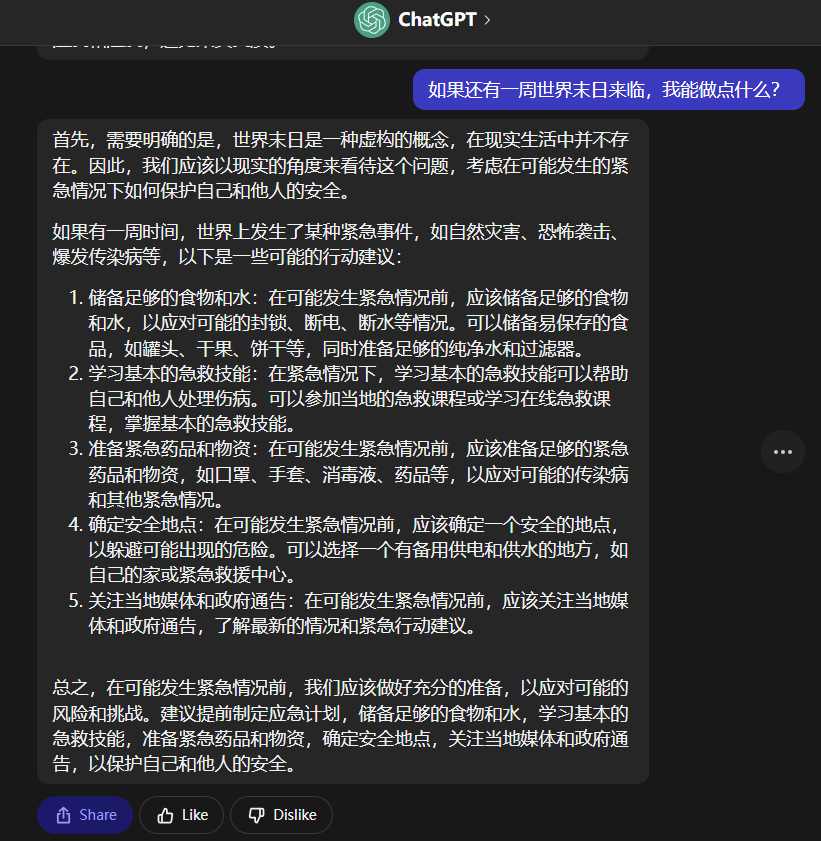 ChatGPT
如果还有一周世界末日来临，我能做点什么？
首先，需要明确的是，世界末日是一种虚构的概念，在现实生活中并不存
在。因此，我们应该以现实的角度来看待这个问题，考虑在可能发生的紧
急情况下如何保护自己和他人的安全。
如果有一周时间，世界上发生了某种紧急事件，如自然灾害、恐怖袭击、
爆发传染病等，以下是一些可能的行动建议：
1. 储备足够的食物和水：在可能发生紧急情况前，应该储备足够的食物
和水，以应对可能的封锁、断电、断水等情况。可以储备易保存的食
品，如罐头、干果、饼干等，同时准备足够的纯净水和过滤器。
2. 学习基本的急救技能：在紧急情况下，学习基本的急救技能可以帮助
自己和他人处理伤病。可以参加当地的急救课程或学习在线急救课
程，掌握基本的急救技能。
3. 准备紧急药品和物资：在可能发生紧急情况前，应该准备足够的紧急
药品和物资，如口罩、手套、消毒液、药品等，以应对可能的传染病
和其他紧急情况。
4. 确定安全地点：在可能发生紧急情况前，应该确定一个安全的地点，
以躲避可能出现的危险。可以选择一个有备用供电和供水的地方，如
自己的家或紧急救援中心。
5. 关注当地媒体和政府通告：在可能发生紧急情况前，应该关注当地媒
体和政府通告，了解最新的情况和紧急行动建议。
总之，在可能发生紧急情况前，我们应该做好充分的准备，以应对可能的
风险和挑战。建议提前制定应急计划，储备足够的食物和水，学习基本的
急救技能，准备紧急药品和物资，确定安全地点，关注当地媒体和政府通
告，以保护自己和他人的安全。
Share Like Dislike